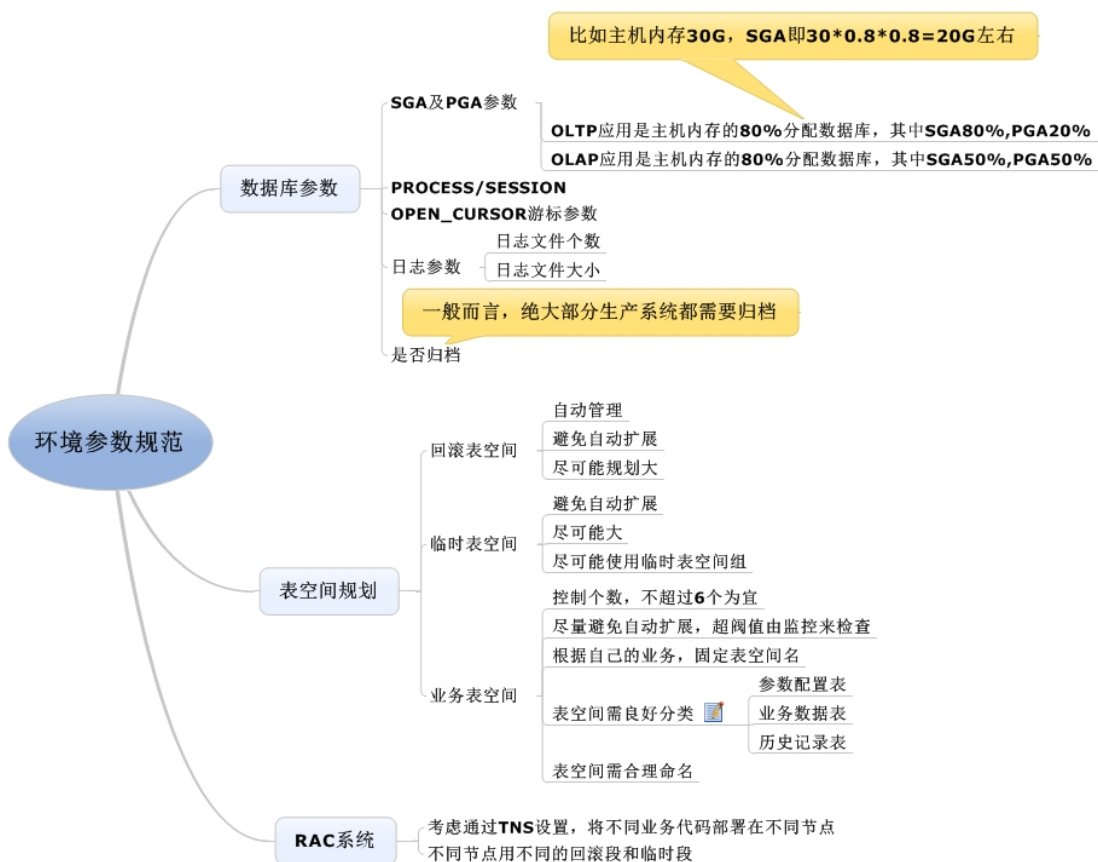 比如主机内存30G，SGA即30*0.8*0.8=20G左右
SGA及PGA参数
OLTP应用是主机内存的80%分配数据库，其中SGA80%,PGA20%
OLAP应用是主机内存的80%分配数据库，其中SGA50%,PGA50%
数据库参数
PROCESS/SESSION
OPEN_CURSOR游标参数
日志参数
日志文件个数
日志文件大小
一般而言，绝大部分生产系统都需要归档
是否归档
环境参数规范
回滚表空间
自动管理
避免自动扩展
尽可能规划大
临时表空间
避免自动扩展
尽可能大
尽可能使用临时表空间组
表空间规划
业务表空间
控制个数，不超过6个为宜
尽量避免自动扩展，超阀值由监控来检查
根据自己的业务，固定表空间名
表空间需良好分类
参数配置表
业务数据表
历史记录表
表空间需合理命名
RAC系统
考虑通过TNS设置，将不同业务代码部署在不同节点
不同节点用不同的回滚段和临时段